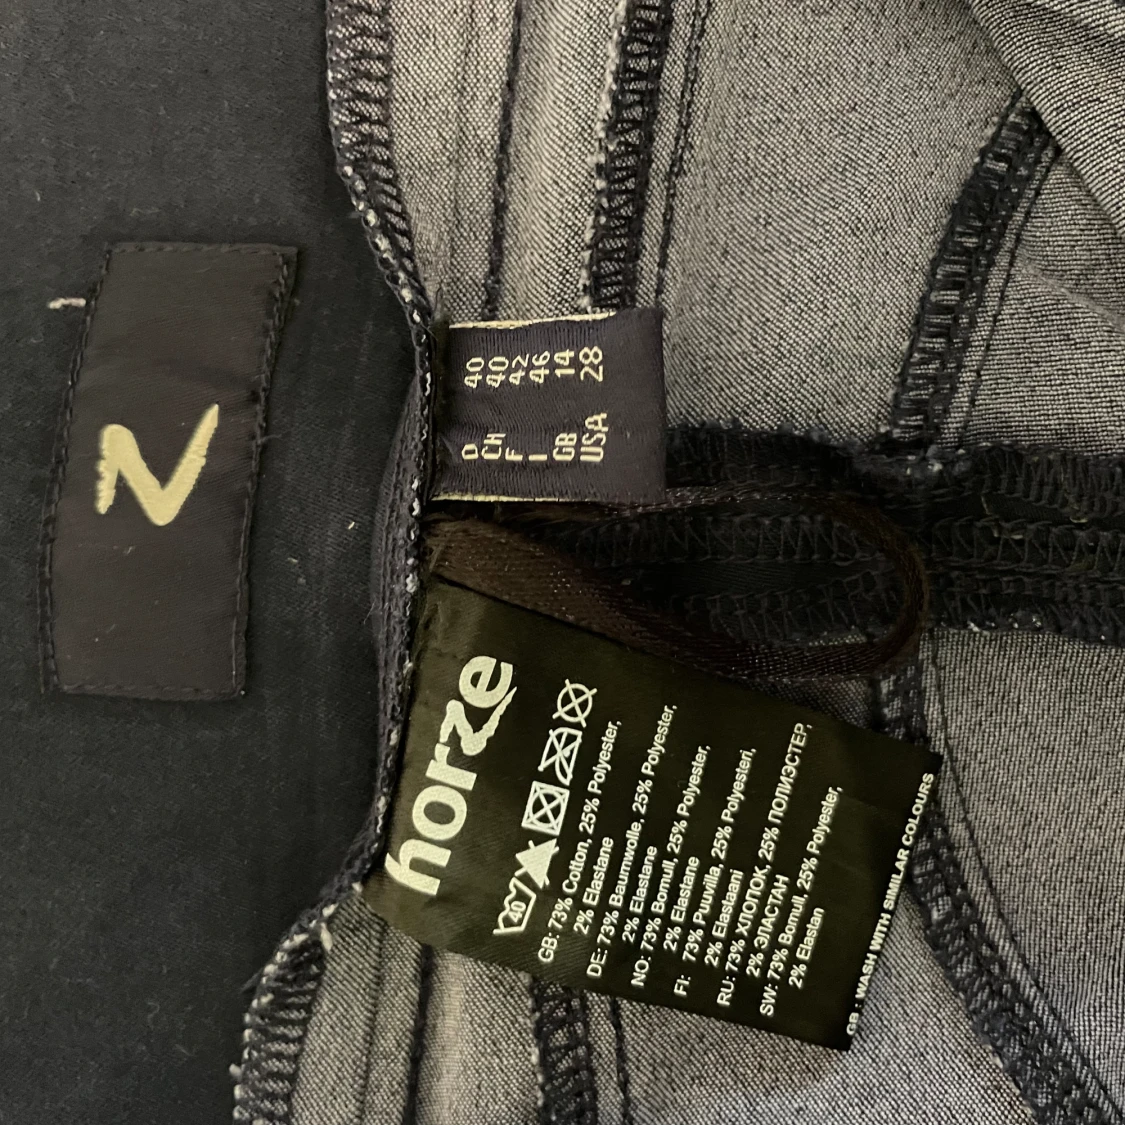 Z
D 40
CH 40
F 42
I 46
GB 14
USA 28
horze
40
GB: 73% Cotton, 25% Polyester,
2% Elastane
DE: 73% Baumwolle, 25% Polyester,
2% Elastane
NO: 73% Bomull, 25% Polyester,
2% Elastane
FI: 73% Puuvilla, 25% Polyesteri,
2% Elastaani
RU: 73% ХЛОПОК, 25% ПОЛИЭСТЕР,
2% ЭЛАСТАН
SW: 73% Bomull, 25% Polyester,
2% Elastan
GB : WASH WITH SIMILAR COLOURS